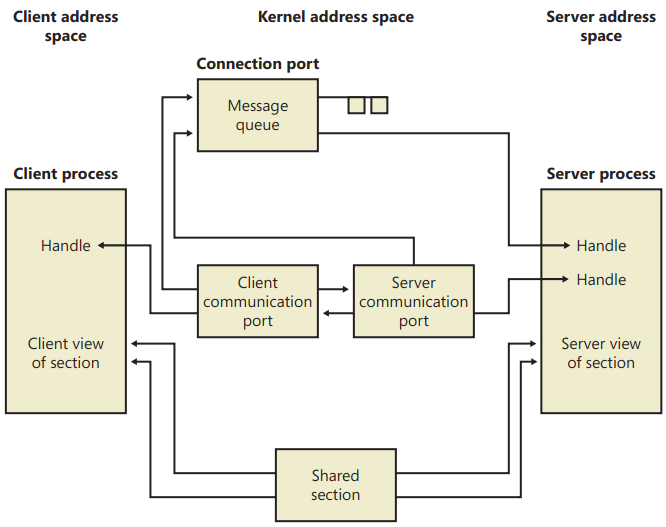 Client address
space
Kernel address space
Server address
space
Connection port
Message
queue
Client process
Server process
Handle
Handle
Client
communication
port
Server
communication
port
Handle
Client view
of section
Server view
of section
Shared
section